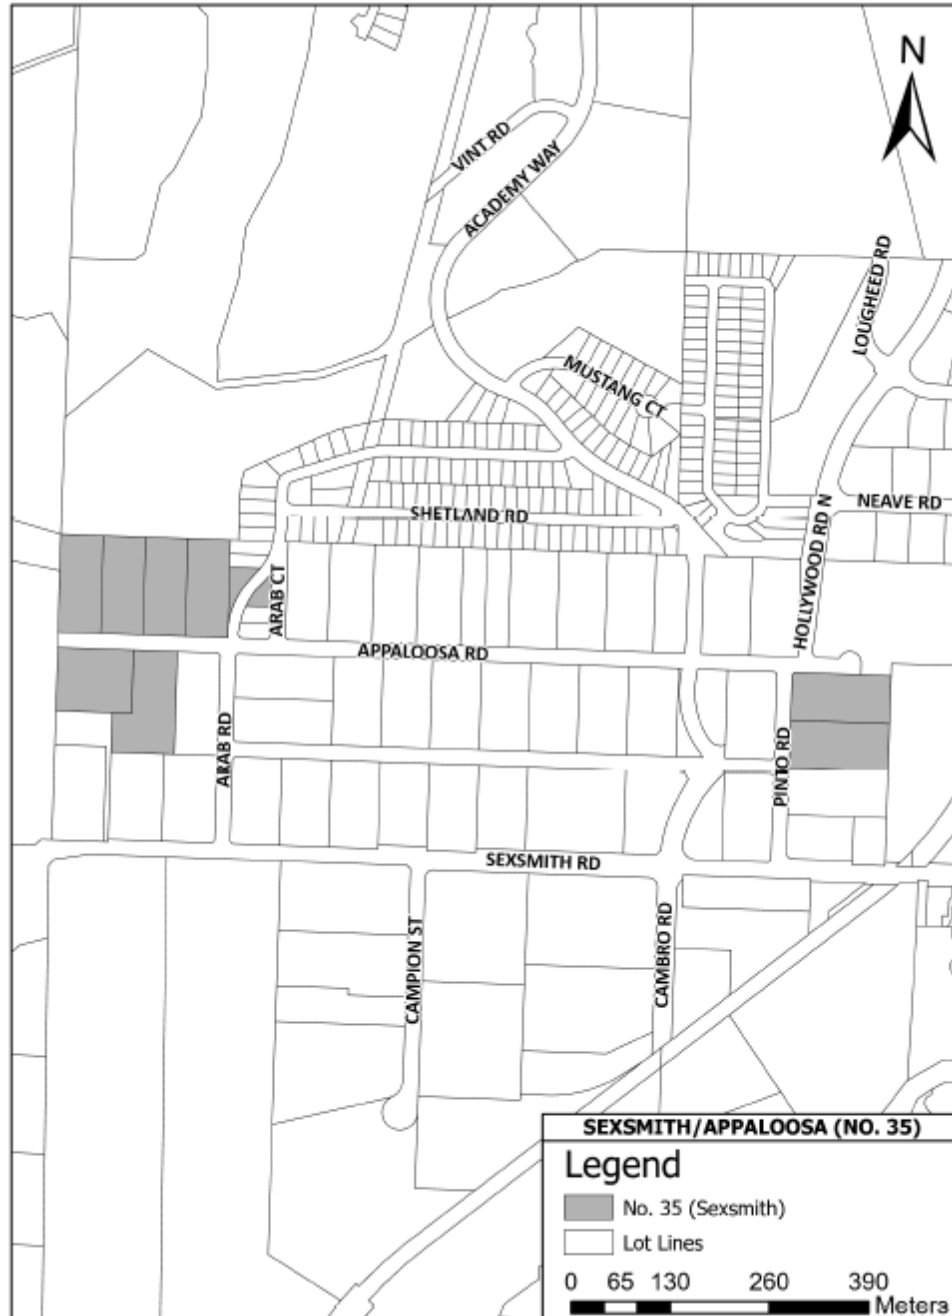 N
VINT RD
ACADEMY WAY
LOUGHEED RD
MUSTANG CT
NEAVE RD
SHETLAND RD
HOLLYWOOD RD N
ARAB CT
APPALOOSA RD
ARAB RD
PINTO RD
SEXSMITH RD
CAMPION ST
CAMBRO RD
SEXSMITH/APPALOOSA (NO. 35)
Legend
No. 35 (Sexsmith)
Lot Lines
0 65 130 260 390
Meters